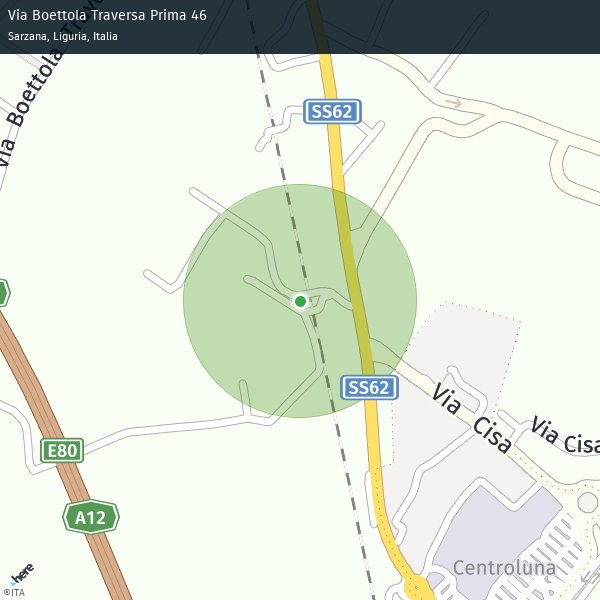 Via Boettola Traversa Prima 46
Sarzana, Liguria, Italia
Via Boettola Trave
SS62
SS62
Via Cisa
Via Cisa
E80
A12
Centroluna
here
©ITA